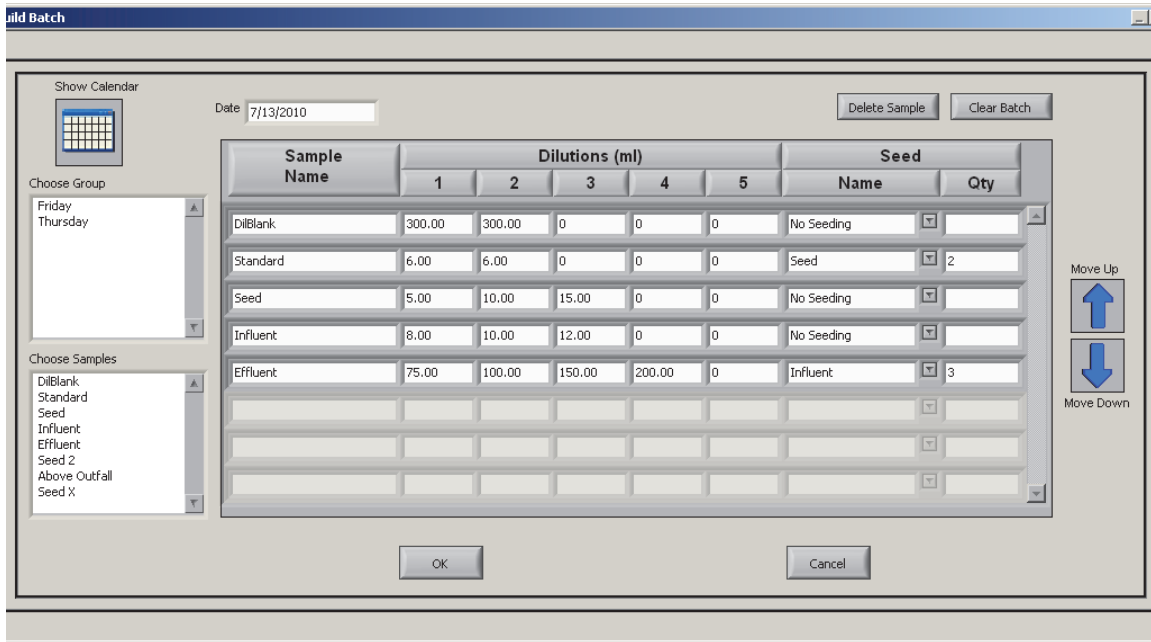 uild Batch
Show Calendar
Date 7/13/2010
Delete Sample Clear Batch
Choose Group
Friday
Thursday
Sample Name Dilutions (ml) Seed
1 2 3 4 5 Name Qty
DilBlank 300.00 300.00 0 0 0 No Seeding
Standard 6.00 6.00 0 0 0 Seed 2
Seed 5.00 10.00 15.00 0 0 No Seeding
Influent 8.00 10.00 12.00 0 0 No Seeding
Effluent 75.00 100.00 150.00 200.00 0 Influent 3
Move Up
Move Down
Choose Samples
DilBlank
Standard
Seed
Influent
Effluent
Seed 2
Above Outfall
Seed X
OK Cancel